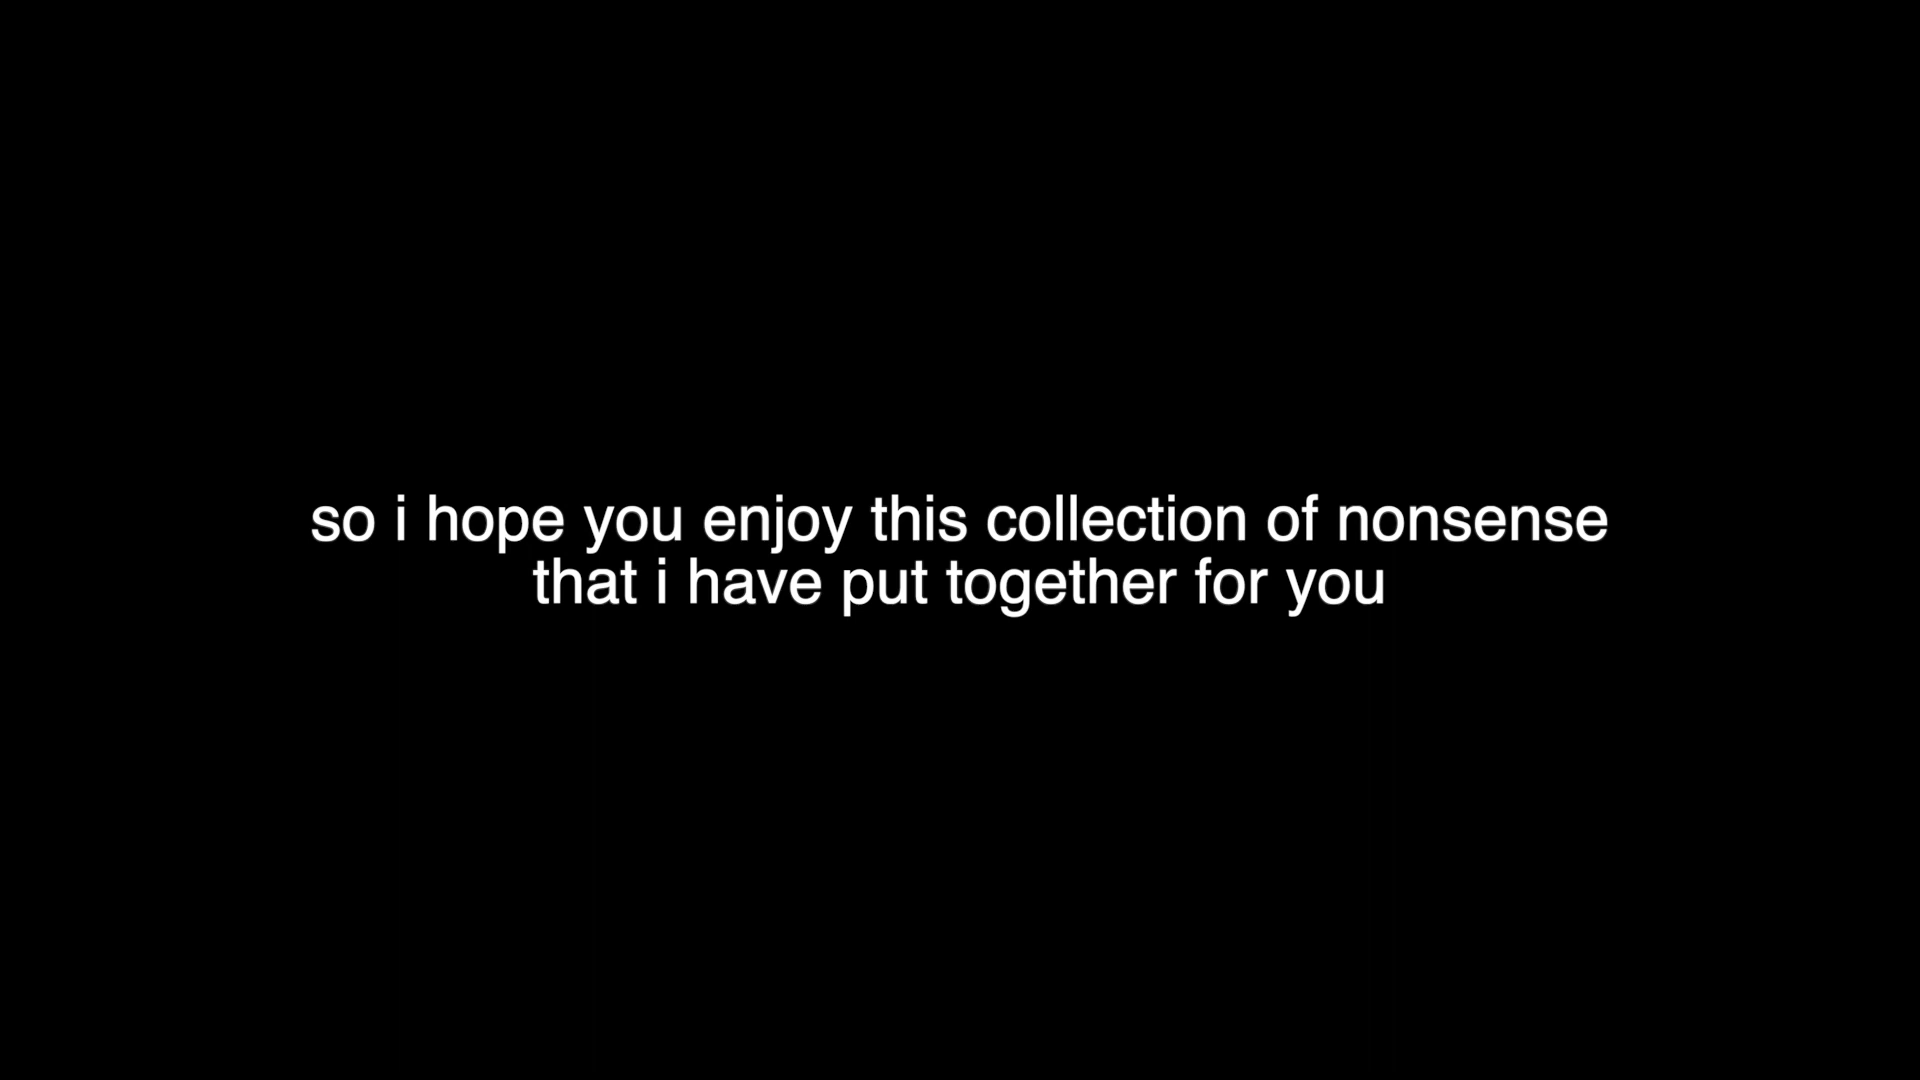 so i hope you enjoy this collection of nonsense
that i have put together for you